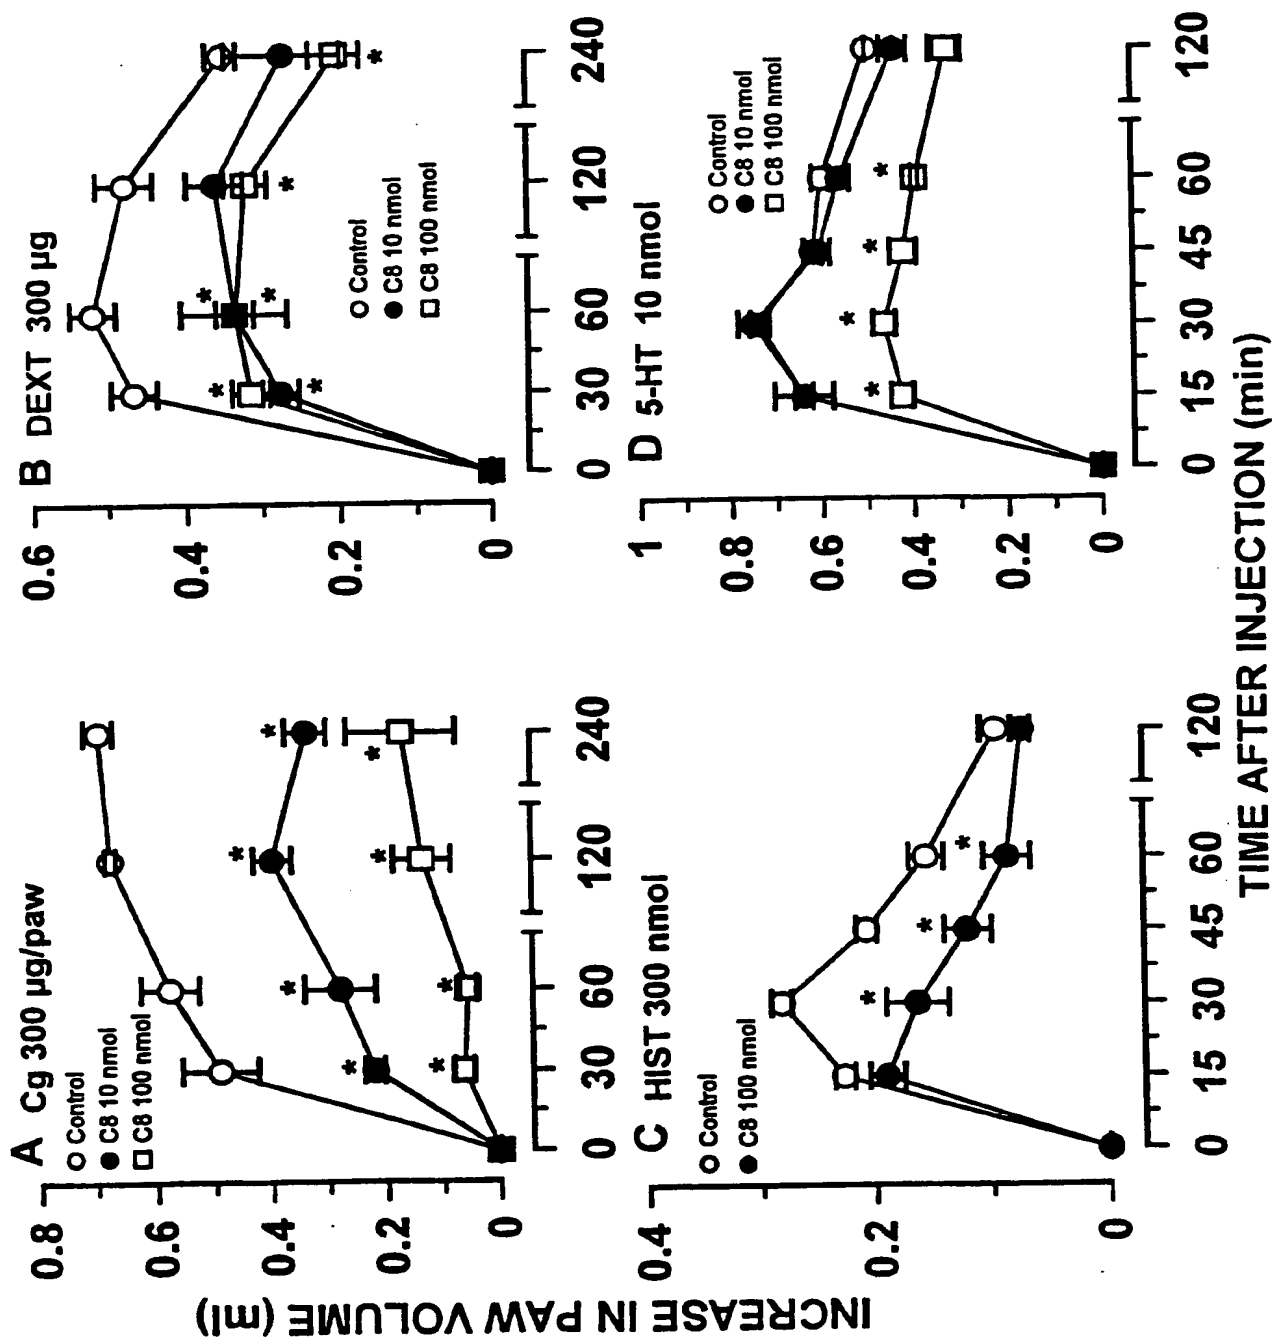 A Cg 300 µg/paw
Control
C8 10 nmol
C8 100 nmol
0.8
0.6
0.4
0.2
0
0 30 60 120 240
*
*
*
*
*
*
*
*
B DEXT 300 µg
Control
C8 10 nmol
C8 100 nmol
0.6
0.4
0.2
0
0 30 60 120 240
*
*
*
*
*
*
C HIST 300 nmol
Control
C8 100 nmol
0.4
0.2
0
0 15 30 45 60 120
*
*
*
D 5-HT 10 nmol
Control
C8 10 nmol
C8 100 nmol
1
0.8
0.6
0.4
0.2
0
0 15 30 45 60 120
*
*
*
*
INCREASE IN PAW VOLUME (ml)
TIME AFTER INJECTION (min)